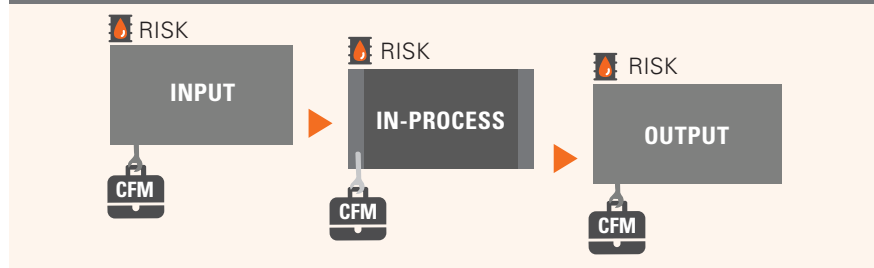 RISK
INPUT
CFM
RISK
IN-PROCESS
CFM
RISK
OUTPUT
CFM